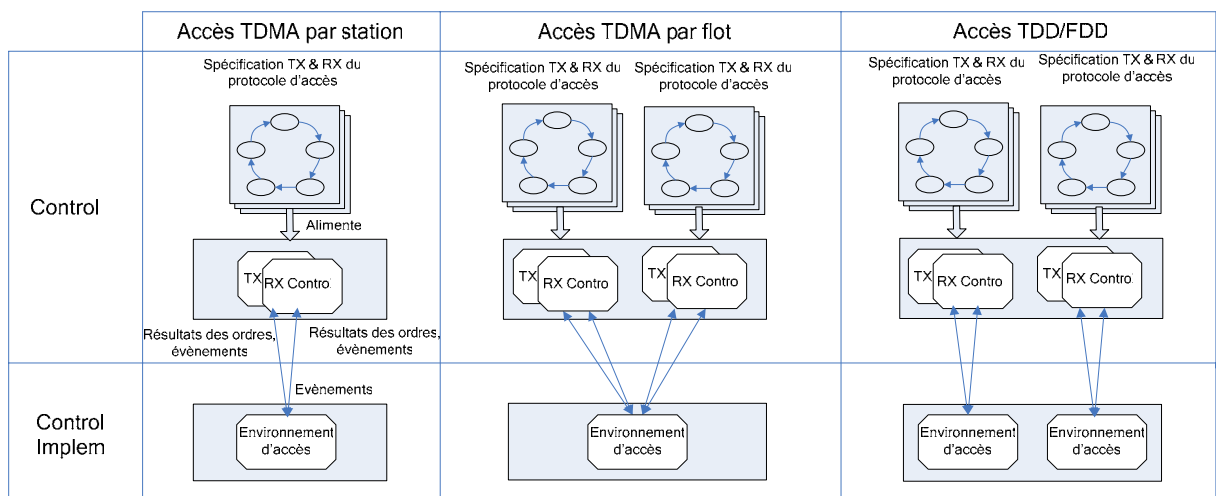 Accès TDMA par station
Accès TDMA par flot
Accès TDD/FDD
Control
Spécification TX & RX du
protocole d'accès
Alimente
TX
RX Contro
Résultats des ordres,
évènements
Résultats des ordres,
évènements
Spécification TX & RX du
protocole d'accès
Spécification TX & RX du
protocole d'accès
TX
RX Contro
TX
RX Contro
Spécification TX & RX du
protocole d'accès
Spécification TX & RX du
protocole d'accès
TX
RX Contro
TX
RX Contro
Control
Implem
Evènements
Environnement
d'accès
Environnement
d'accès
Environnement
d'accès
Environnement
d'accès